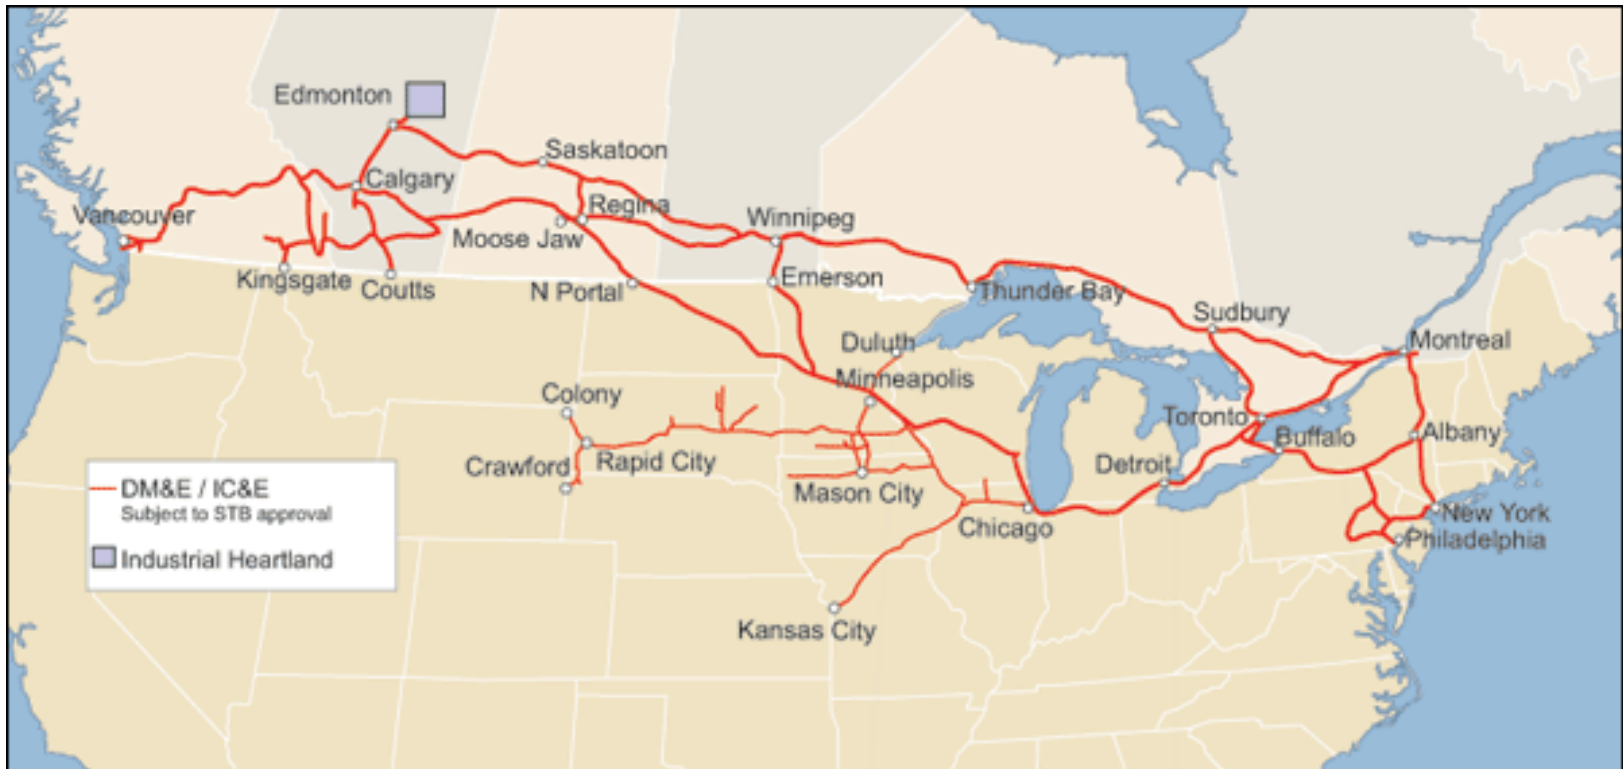 Edmonton
Saskatoon
Calgary
Vancouver
Regina
Winnipeg
Moose Jaw
Kingsgate
Coutts
N Portal
Emerson
Thunder Bay
Sudbury
Duluth
Montreal
Minneapolis
Colony
Toronto
Buffalo
Albany
Crawford
Rapid City
Detroit
Mason City
DM&E / IC&E
Subject to STB approval
Industrial Heartland
Chicago
New York
Philadelphia
Kansas City